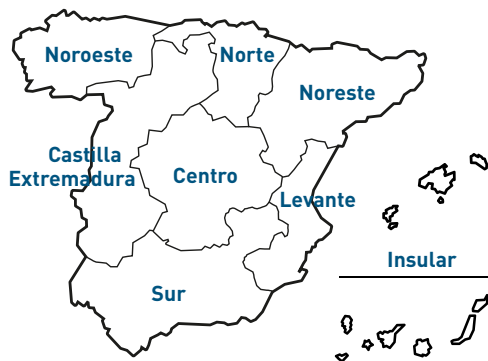 Noroeste
Norte
Noreste
Castilla
Extremadura
Centro
Levante
Insular
Sur